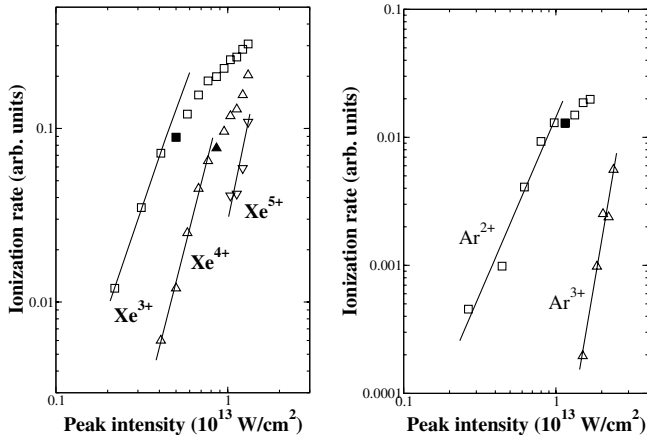 Ionization rate (arb. units)
0.1
0.01
Xe3+
Xe4+
Xe5+
0.1
1
Peak intensity (10^13 W/cm^2)
Ionization rate (arb. units)
0.1
0.01
0.001
0.0001
Ar2+
Ar3+
0.1
1
Peak intensity (10^13 W/cm^2)